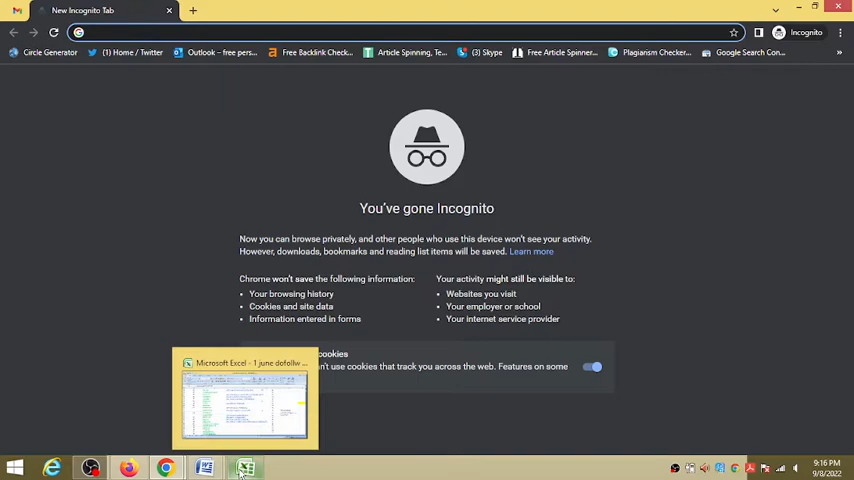 New Incognito Tab
Incognito
Circle Generator
(1) Home / Twitter
Outlook – free pers...
Free Backlink Check...
Article Spinning, Te...
(3) Skype
Free Article Spinner...
Plagiarism Checker...
Google Search Con...
»
You've gone Incognito
Now you can browse privately, and other people who use this device won't see your activity.
However, downloads, bookmarks and reading list items will be saved. Learn more
Chrome won't save the following information:
• Your browsing history
• Cookies and site data
• Information entered in forms
Your activity might still be visible to:
• Websites you visit
• Your employer or school
• Your internet service provider
cookies
n't use cookies that track you across the web. Features on some
Microsoft Excel - 1 june dofollw ...
9:16 PM
9/8/2022